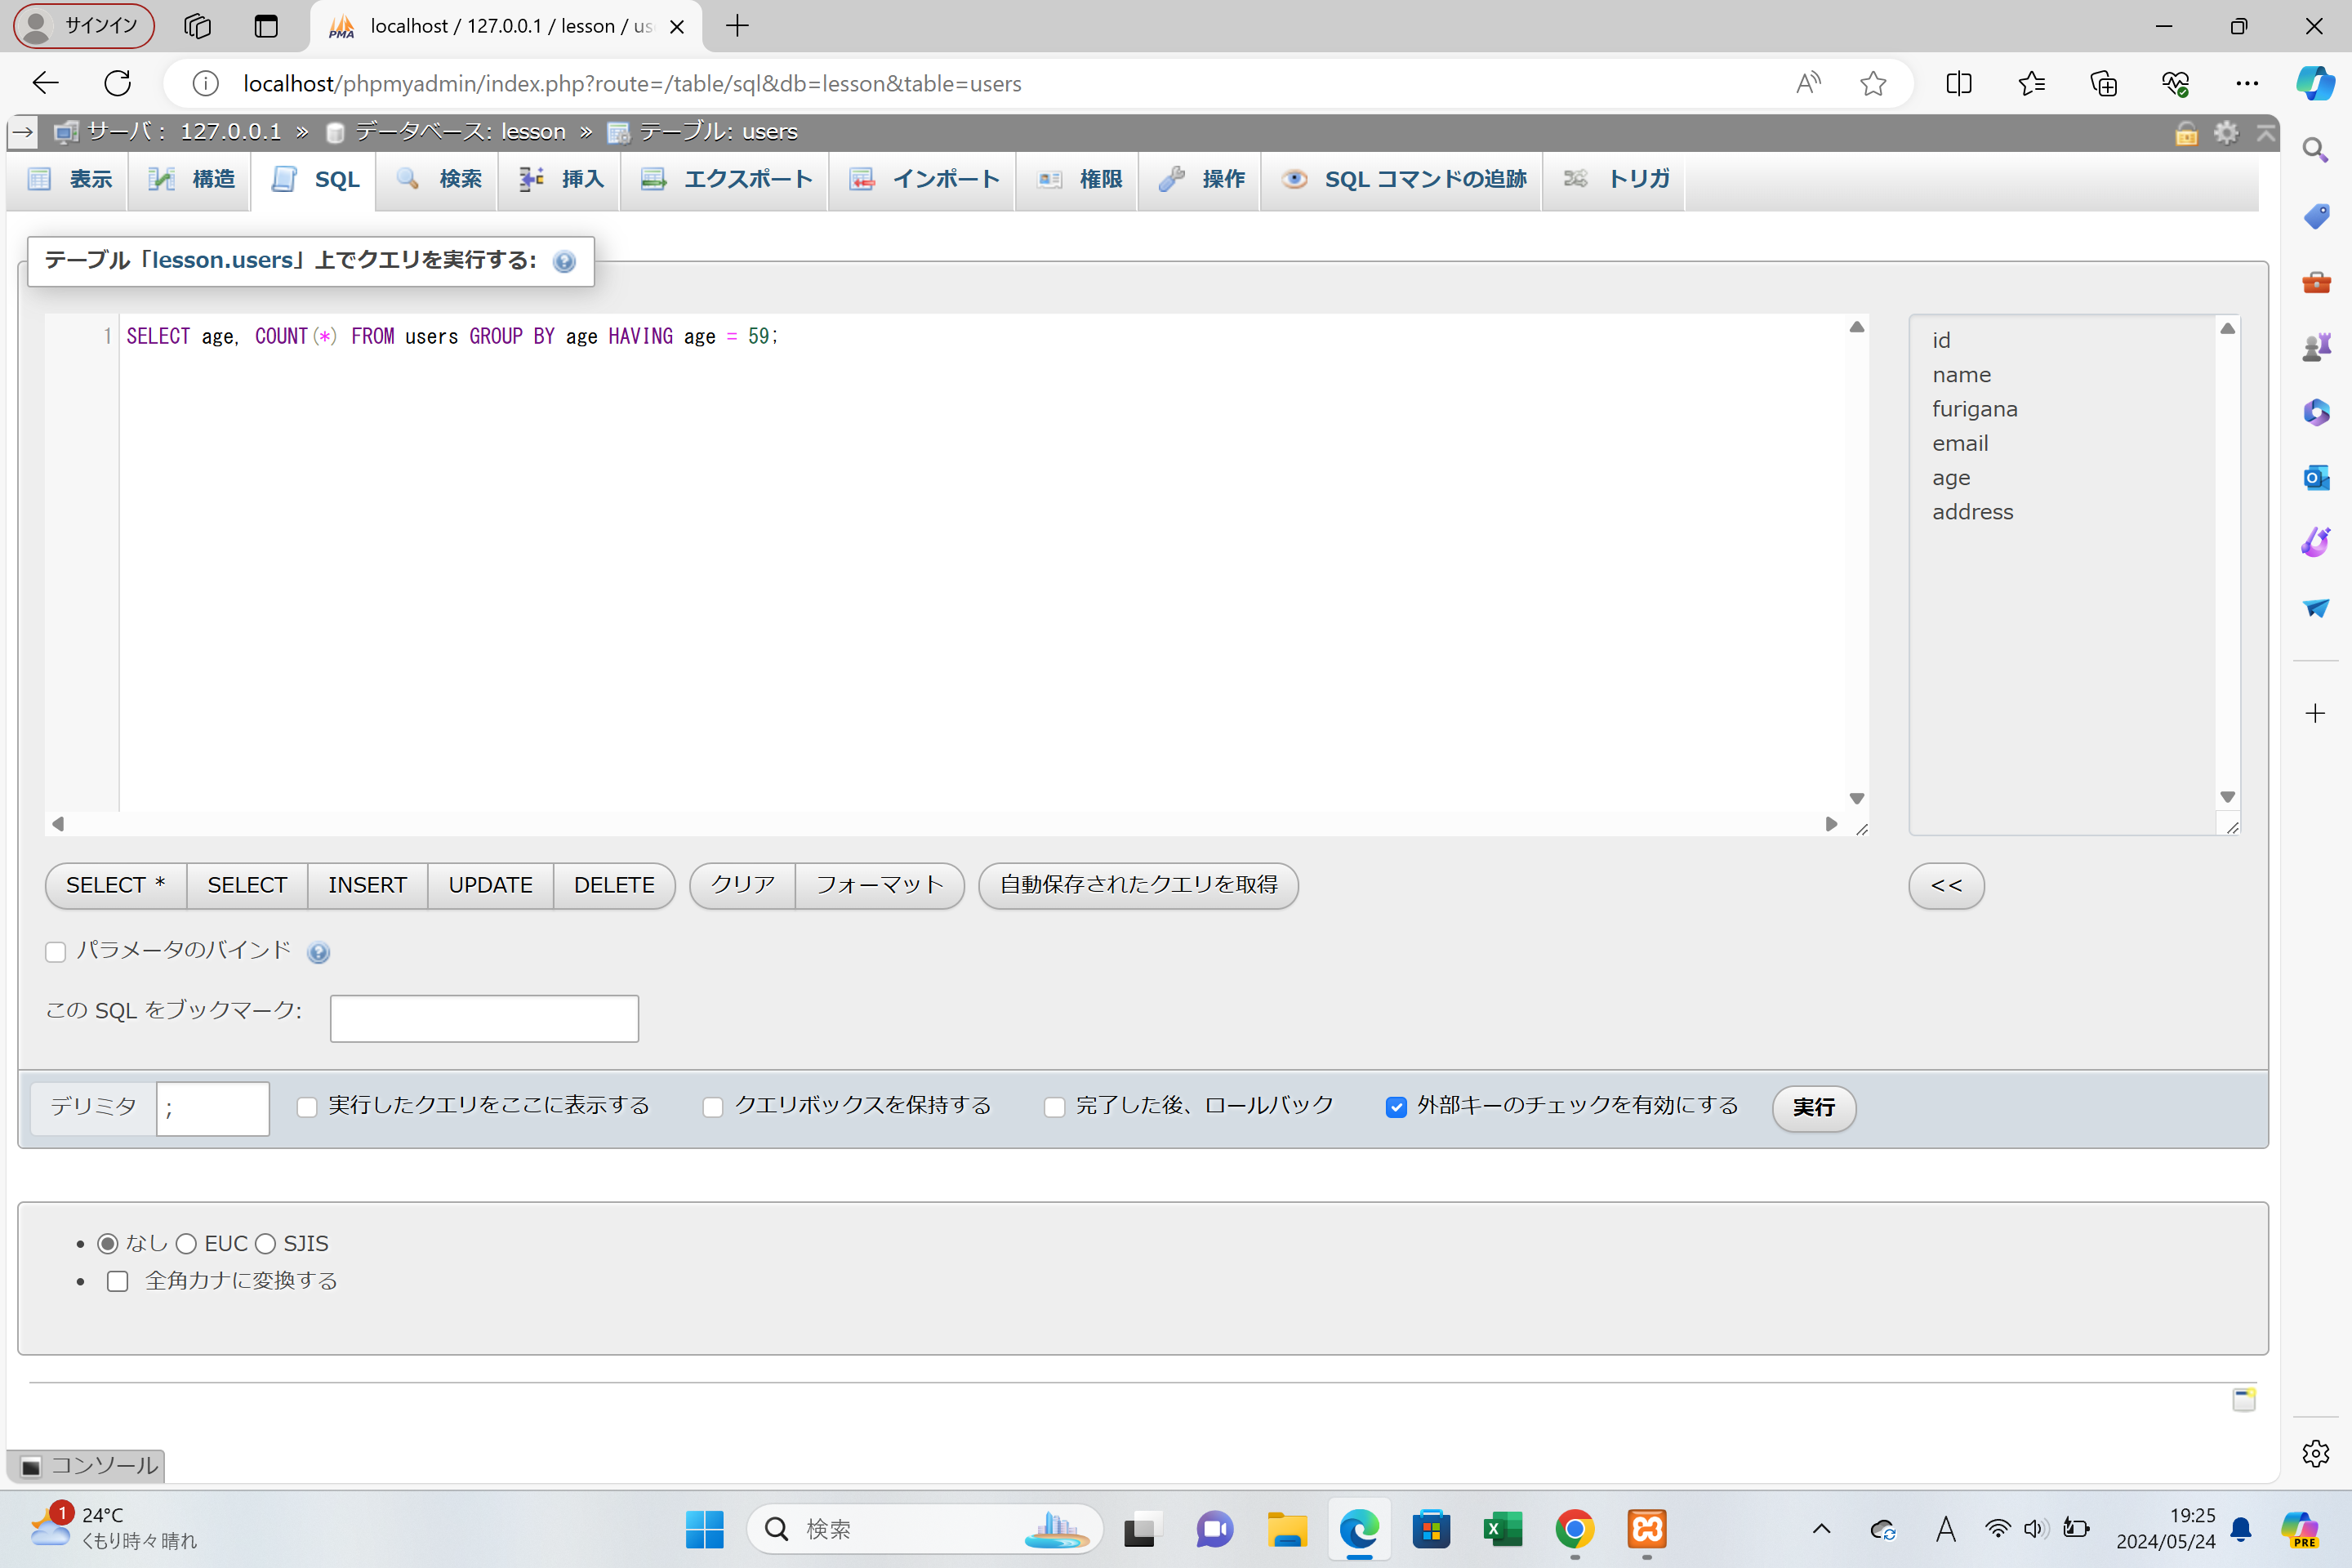 サインイン
localhost / 127.0.0.1 / lesson / us
localhost/phpmyadmin/index.php?route=/table/sql&db=lesson&table=users
サーバ: 127.0.0.1 » データベース: lesson » テーブル: users
表示 構造 SQL 検索 挿入 エクスポート インポート 権限 操作 SQL コマンドの追跡 トリガ
テーブル「lesson.users」上でクエリを実行する:
1 SELECT age, COUNT(*) FROM users GROUP BY age HAVING age = 59;
id
name
furigana
email
age
address
SELECT * SELECT INSERT UPDATE DELETE クリア フォーマット 自動保存されたクエリを取得 <<
パラメータのバインド
この SQL をブックマーク:
デリミタ ; 実行したクエリをここに表示する クエリボックスを保持する 完了した後、ロールバック 外部キーのチェックを有効にする 実行
なし EUC SJIS
全角カナに変換する
コンソール
1 24°C
くもり時々晴れ
検索
A
19:25
2024/05/24
PRE